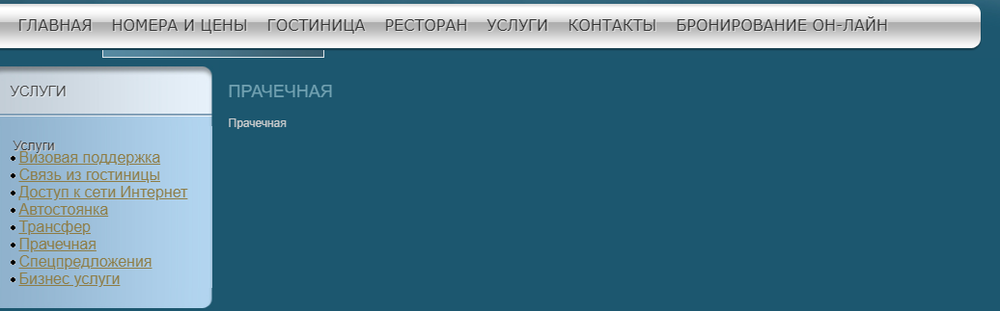 ГЛАВНАЯ НОМЕРА И ЦЕНЫ ГОСТИНИЦА РЕСТОРАН УСЛУГИ КОНТАКТЫ БРОНИРОВАНИЕ ОН-ЛАЙН
УСЛУГИ
Услуги
Визовая поддержка
Связь из гостиницы
Доступ к сети Интернет
Автостоянка
Трансфер
Прачечная
Спецпредложения
Бизнес услуги
ПРАЧЕЧНАЯ
Прачечная